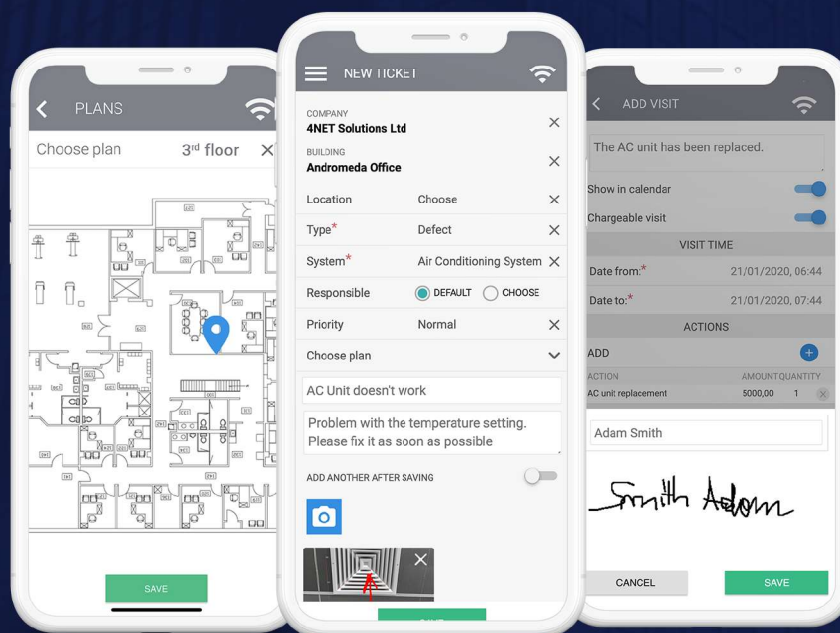 PLANS
Choose plan 3rd floor X
SAVE
NEW TICKET
COMPANY
4NET Solutions Ltd
BUILDING
Andromeda Office
Location Choose
Type* Defect
System* Air Conditioning System
Responsible DEFAULT CHOOSE
Priority Normal
Choose plan
AC Unit doesn't work
Problem with the temperature setting.
Please fix it as soon as possible
ADD ANOTHER AFTER SAVING
SAVE
ADD VISIT
The AC unit has been replaced.
Show in calendar
Chargeable visit
VISIT TIME
Date from:* 21/01/2020, 06:44
Date to:* 21/01/2020, 07:44
ACTIONS
ADD
ACTION AMOUNT QUANTITY
AC unit replacement 5000,00 1
Adam Smith
Smith Adam
CANCEL SAVE